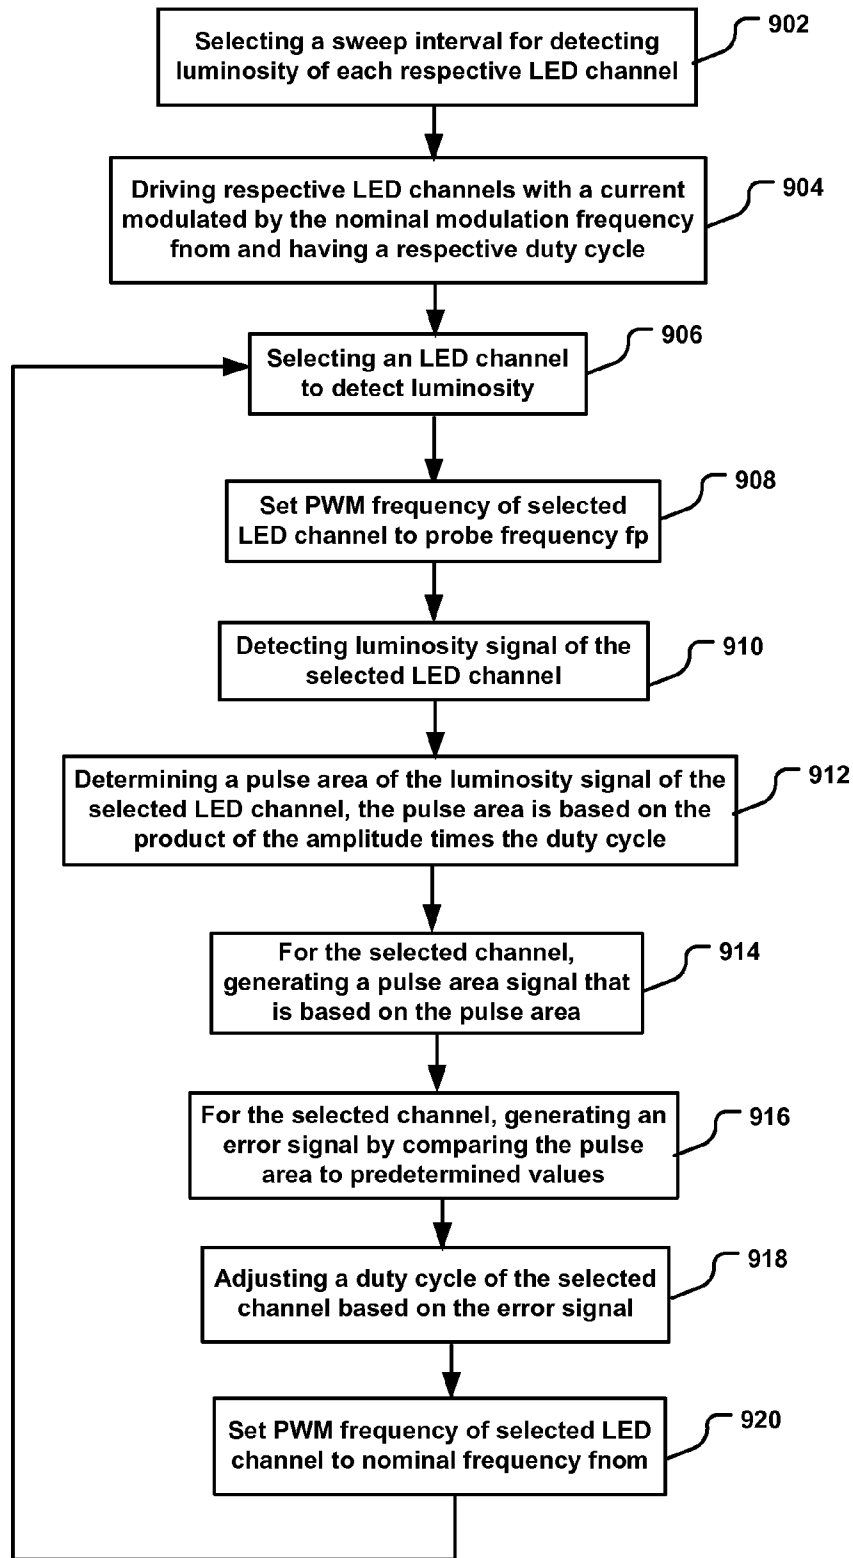 Selecting a sweep interval for detecting
luminosity of each respective LED channel
902
Driving respective LED channels with a current
modulated by the nominal modulation frequency
fnom and having a respective duty cycle
904
Selecting an LED channel
to detect luminosity
906
Set PWM frequency of selected
LED channel to probe frequency fp
908
Detecting luminosity signal of the
selected LED channel
910
Determining a pulse area of the luminosity signal of the
selected LED channel, the pulse area is based on the
product of the amplitude times the duty cycle
912
For the selected channel,
generating a pulse area signal that
is based on the pulse area
914
For the selected channel, generating an
error signal by comparing the pulse
area to predetermined values
916
Adjusting a duty cycle of the selected
channel based on the error signal
918
Set PWM frequency of selected LED
channel to nominal frequency fnom
920